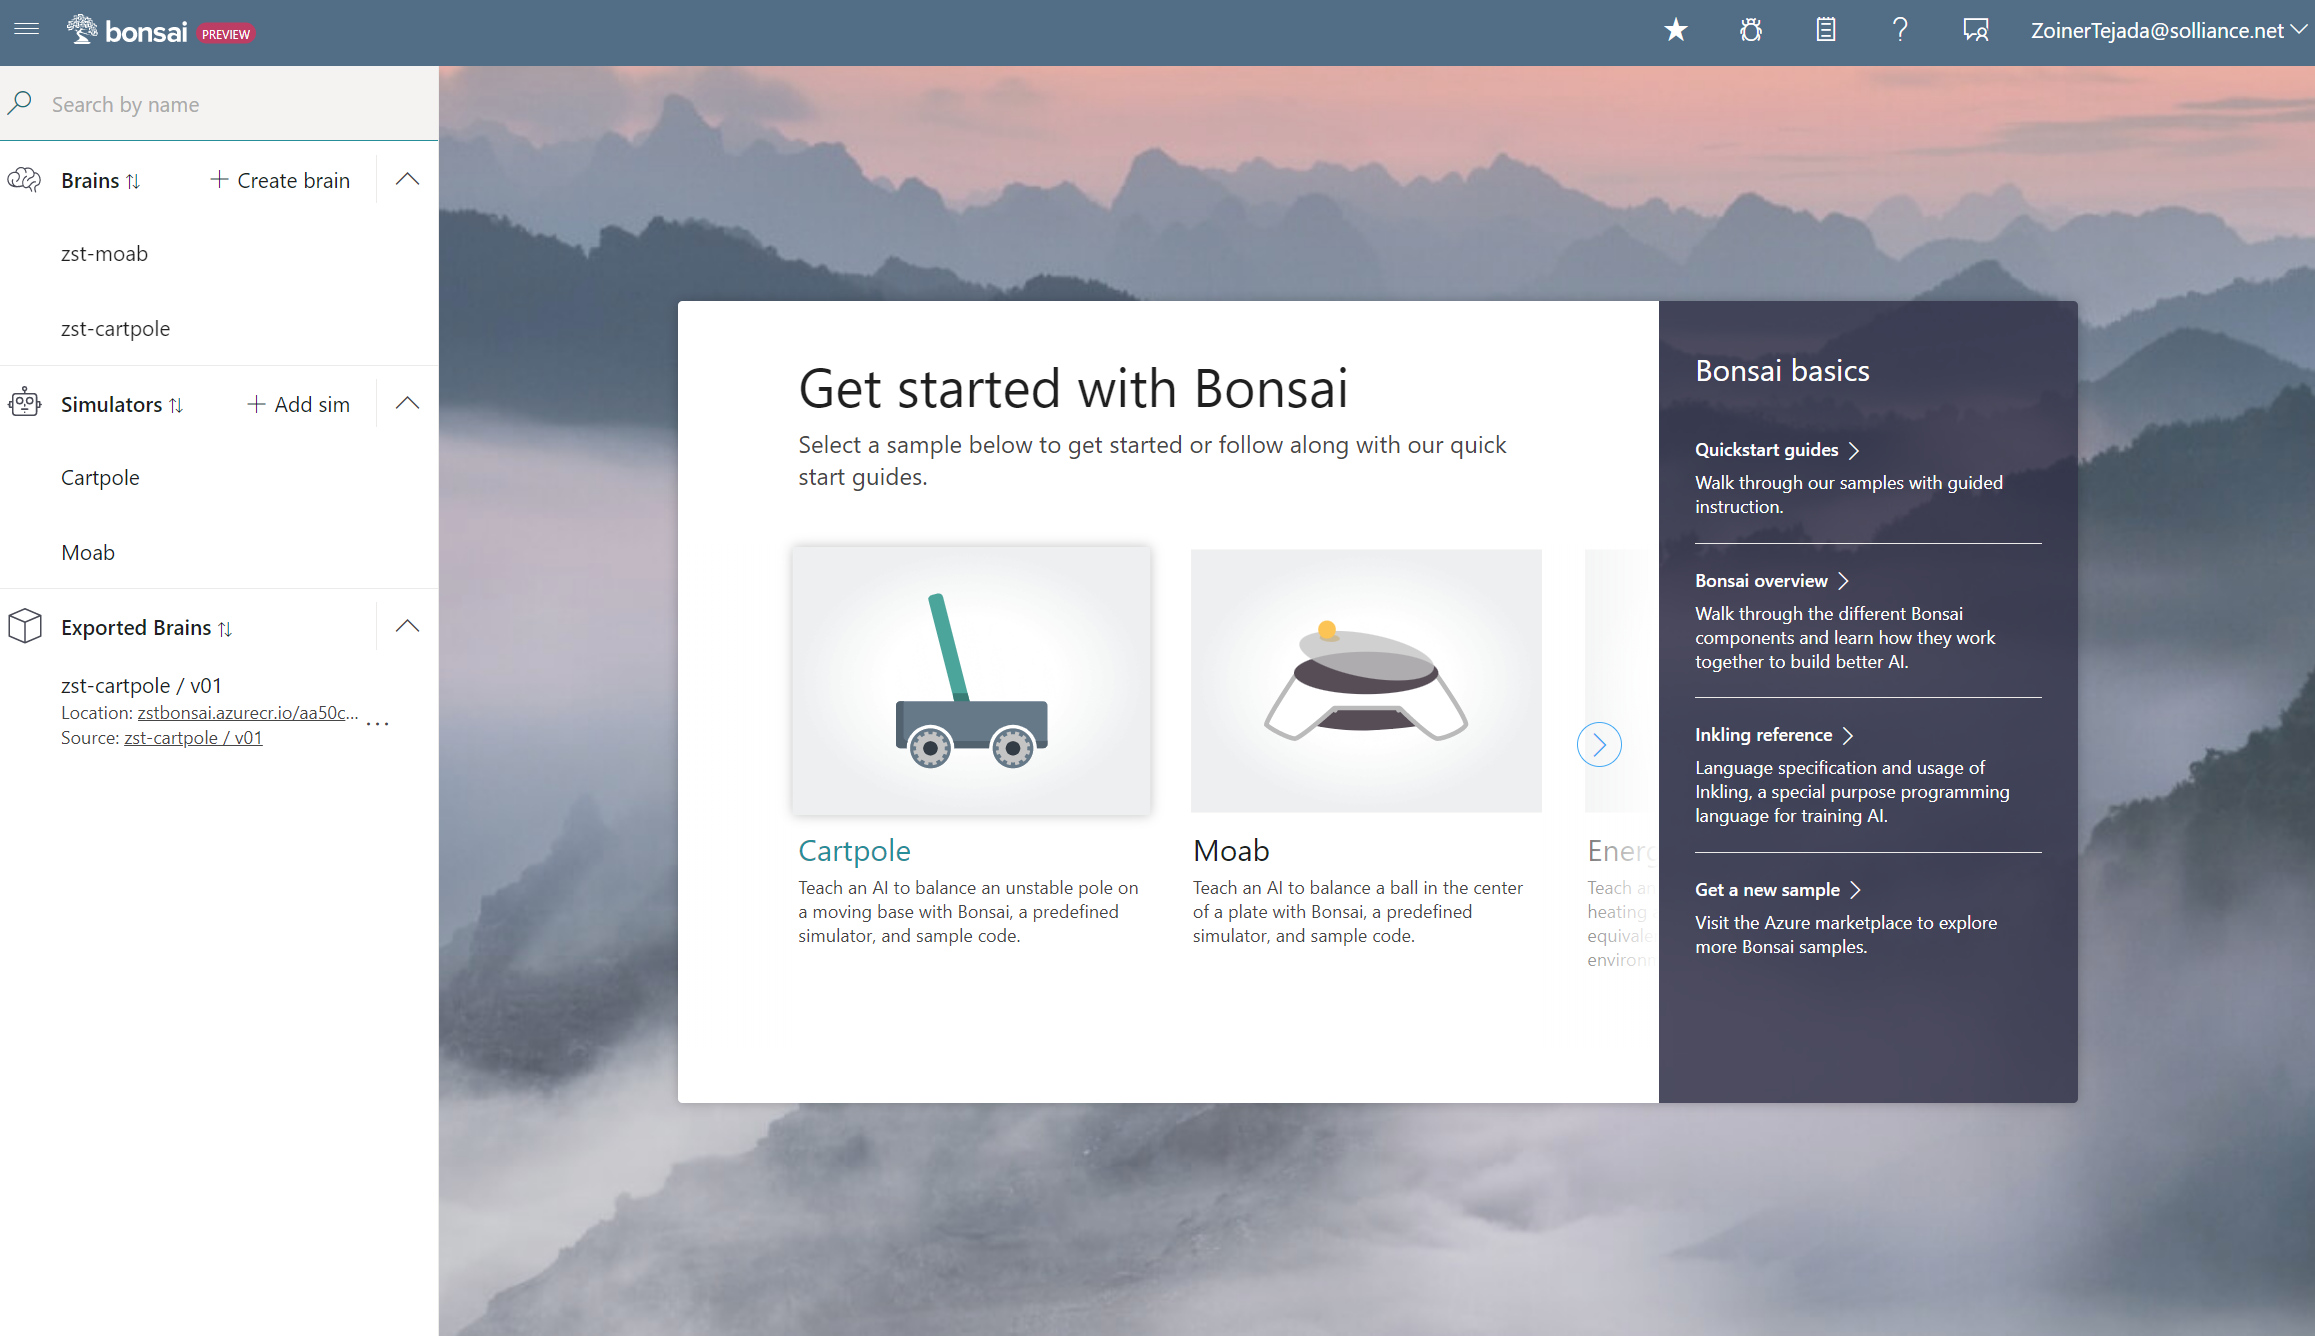 bonsai PREVIEW
ZoinerTejada@solliance.net
Search by name
Brains
Create brain
zst-moab
zst-cartpole
Simulators
Add sim
Cartpole
Moab
Exported Brains
zst-cartpole / v01
Location: zstbonsai.azurecr.io/aa50c...
Source: zst-cartpole / v01
Get started with Bonsai
Select a sample below to get started or follow along with our quick
start guides.
Cartpole
Teach an AI to balance an unstable pole on
a moving base with Bonsai, a predefined
simulator, and sample code.
Moab
Teach an AI to balance a ball in the center
of a plate with Bonsai, a predefined
simulator, and sample code.
Energ
Teach an
heating
equivale
environm
Bonsai basics
Quickstart guides
Walk through our samples with guided
instruction.
Bonsai overview
Walk through the different Bonsai
components and learn how they work
together to build better AI.
Inkling reference
Language specification and usage of
Inkling, a special purpose programming
language for training AI.
Get a new sample
Visit the Azure marketplace to explore
more Bonsai samples.